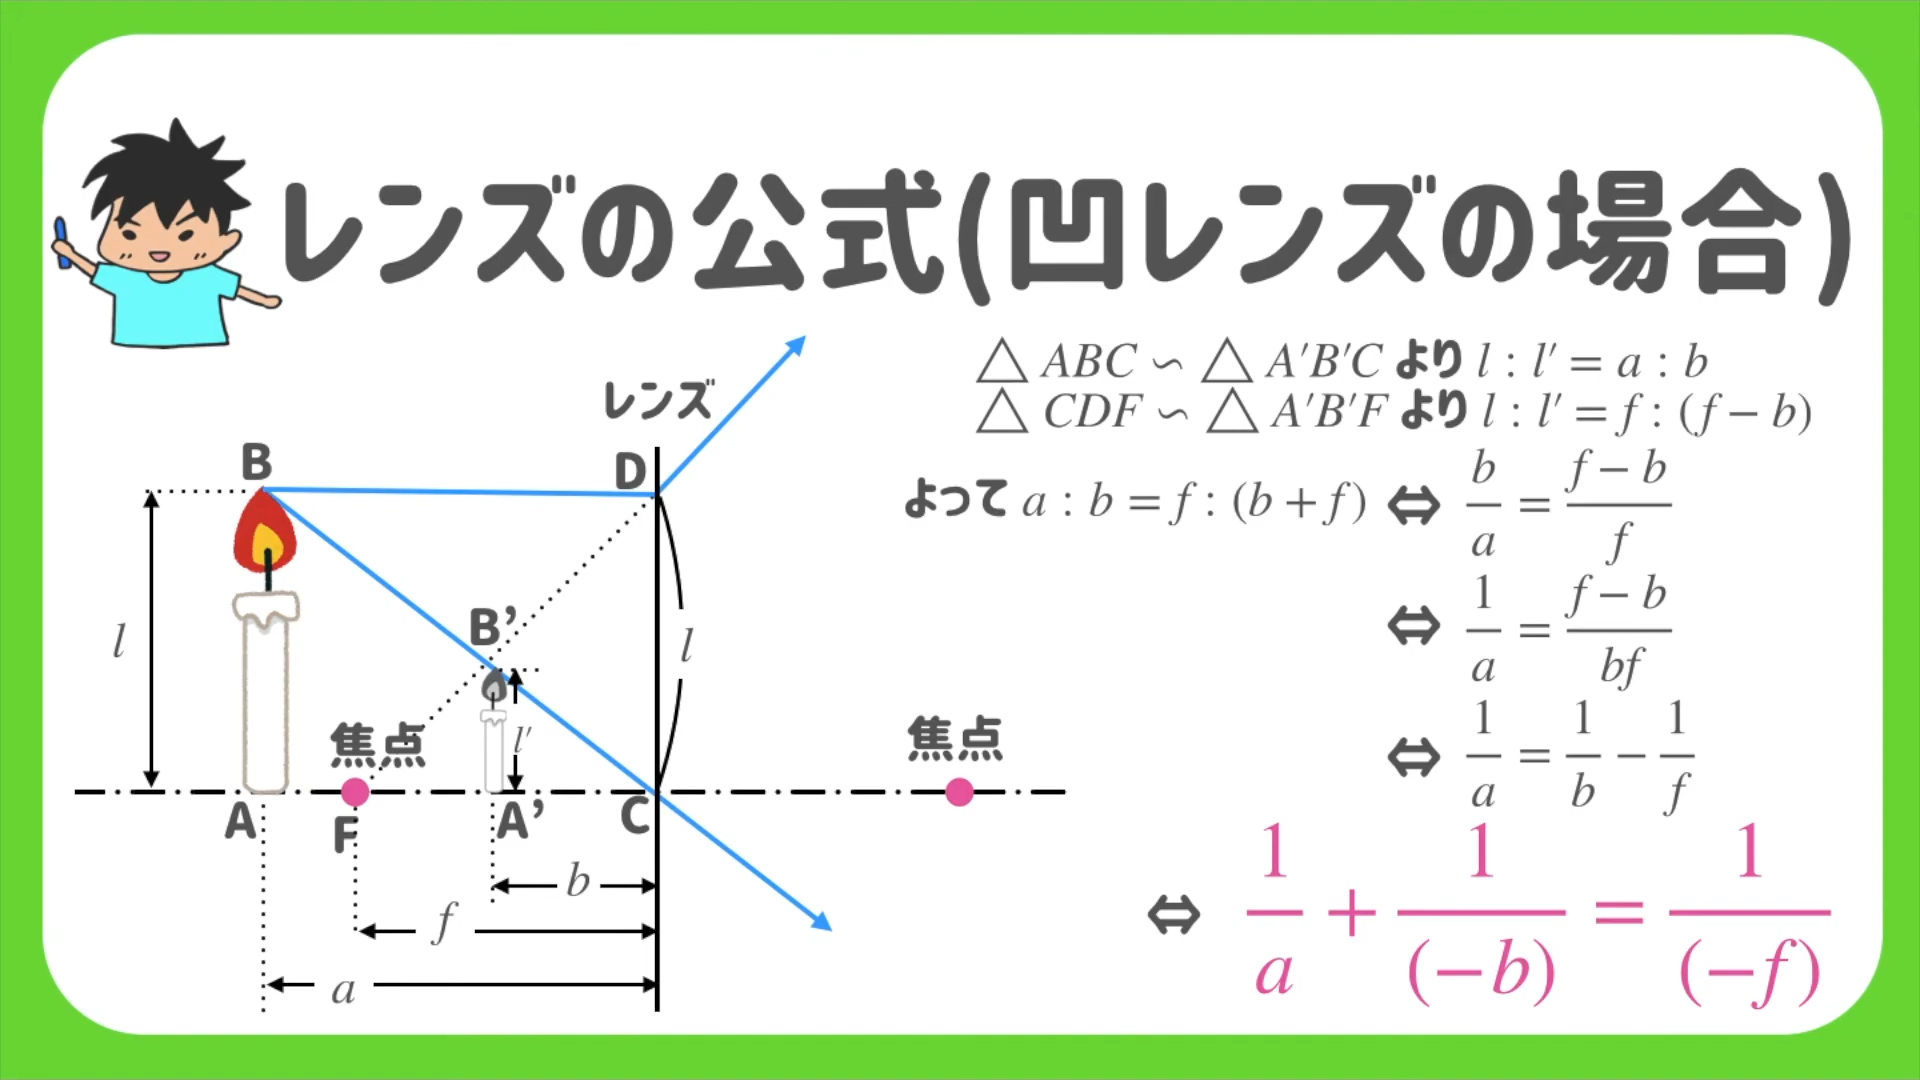 レンズの公式(凹レンズの場合)
△ABC ∽ △A′B′C より l : l′ = a : b
△CDF ∽ △A′B′F より l : l′ = f : (f − b)
よって a : b = f : (b + f) ⇔ b/a = (f − b)/f
⇔ 1/a = (f − b)/bf
⇔ 1/a = 1/b − 1/f
⇔ 1/a + 1/(−b) = 1/(−f)
レンズ
B
D
B’
l
l
l′
焦点
焦点
A
F
A’
C
b
f
a